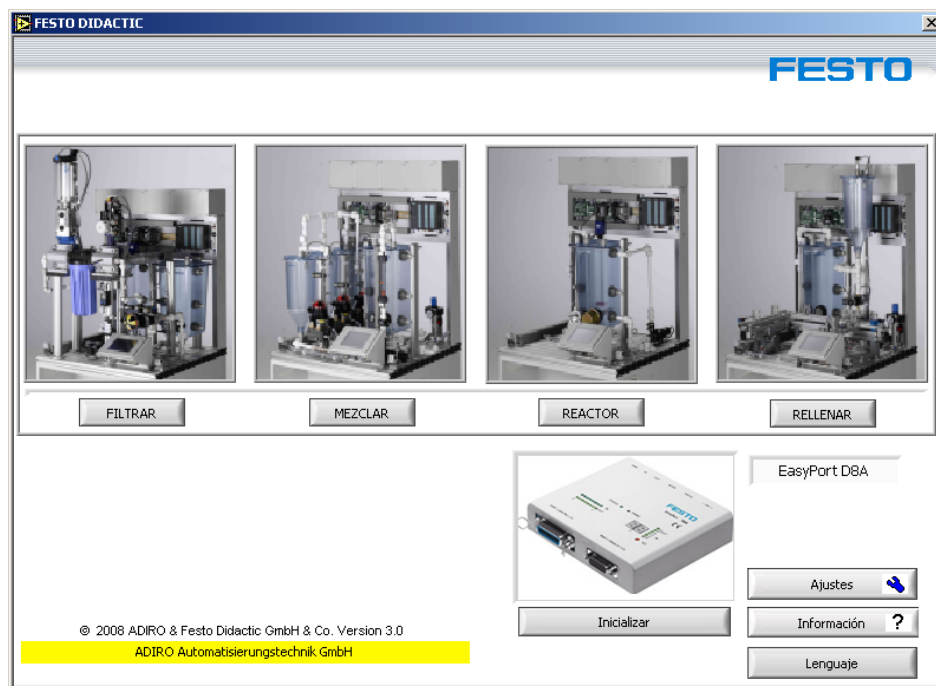 FESTO DIDACTIC
FESTO
FILTRAR
MEZCLAR
REACTOR
RELLENAR
FESTO
EasyPort D8A
Ajustes
Inicializar
Información ?
Lenguaje
© 2008 ADIRO & Festo Didactic GmbH & Co. Version 3.0
ADIRO Automatisierungstechnik GmbH